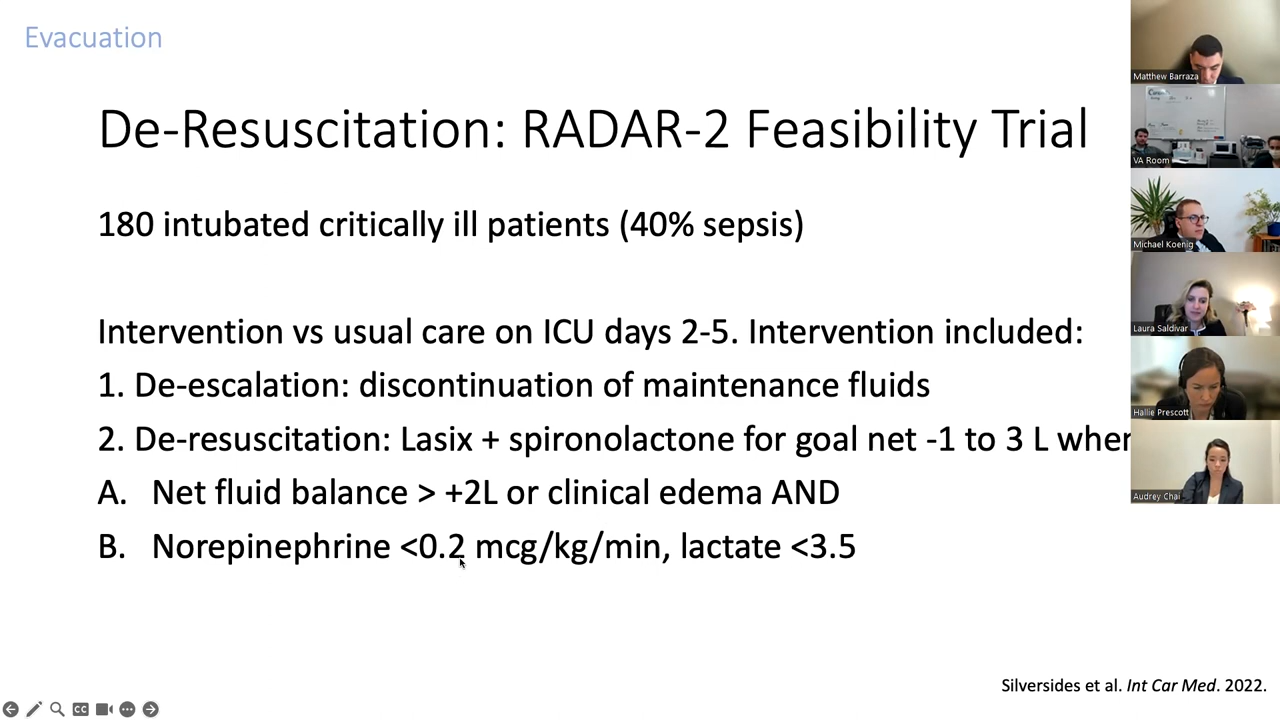 Evacuation
De-Resuscitation: RADAR-2 Feasibility Trial
180 intubated critically ill patients (40% sepsis)
Intervention vs usual care on ICU days 2-5. Intervention included:
1. De-escalation: discontinuation of maintenance fluids
2. De-resuscitation: Lasix + spironolactone for goal net -1 to 3 L
A. Net fluid balance > +2L or clinical edema AND
B. Norepinephrine <0.2 mcg/kg/min, lactate <3.5
Silversides et al. Int Car Med. 2022.
CC
Matthew Barraza
VA Room
Michael Koenig
Laura Saldivar
Hallie Prescott
Audrey Chai